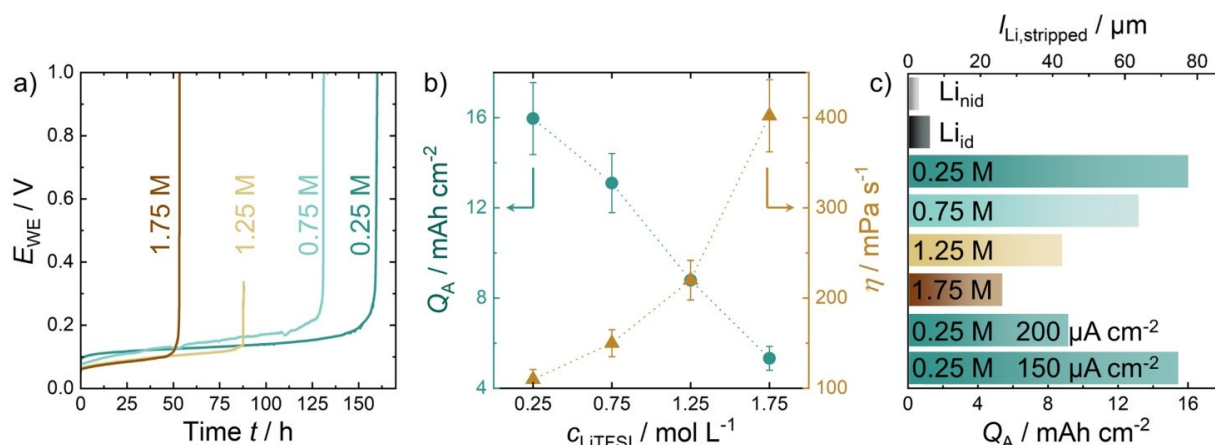 a)
1.0
0.8
0.6
0.4
0.2
0.0
E_WE / V
1.75 M
1.25 M
0.75 M
0.25 M
0 25 50 75 100 125 150
Time t / h
b)
16
12
8
4
Q_A / mAh cm⁻²
400
300
200
100
η / mPa s⁻¹
0.25 0.75 1.25 1.75
c_LiTFSI / mol L⁻¹
c)
l_Li,stripped / µm
0 20 40 60 80
Li_nid
Li_id
0.25 M
0.75 M
1.25 M
1.75 M
0.25 M 200 µA cm⁻²
0.25 M 150 µA cm⁻²
0 4 8 12 16
Q_A / mAh cm⁻²